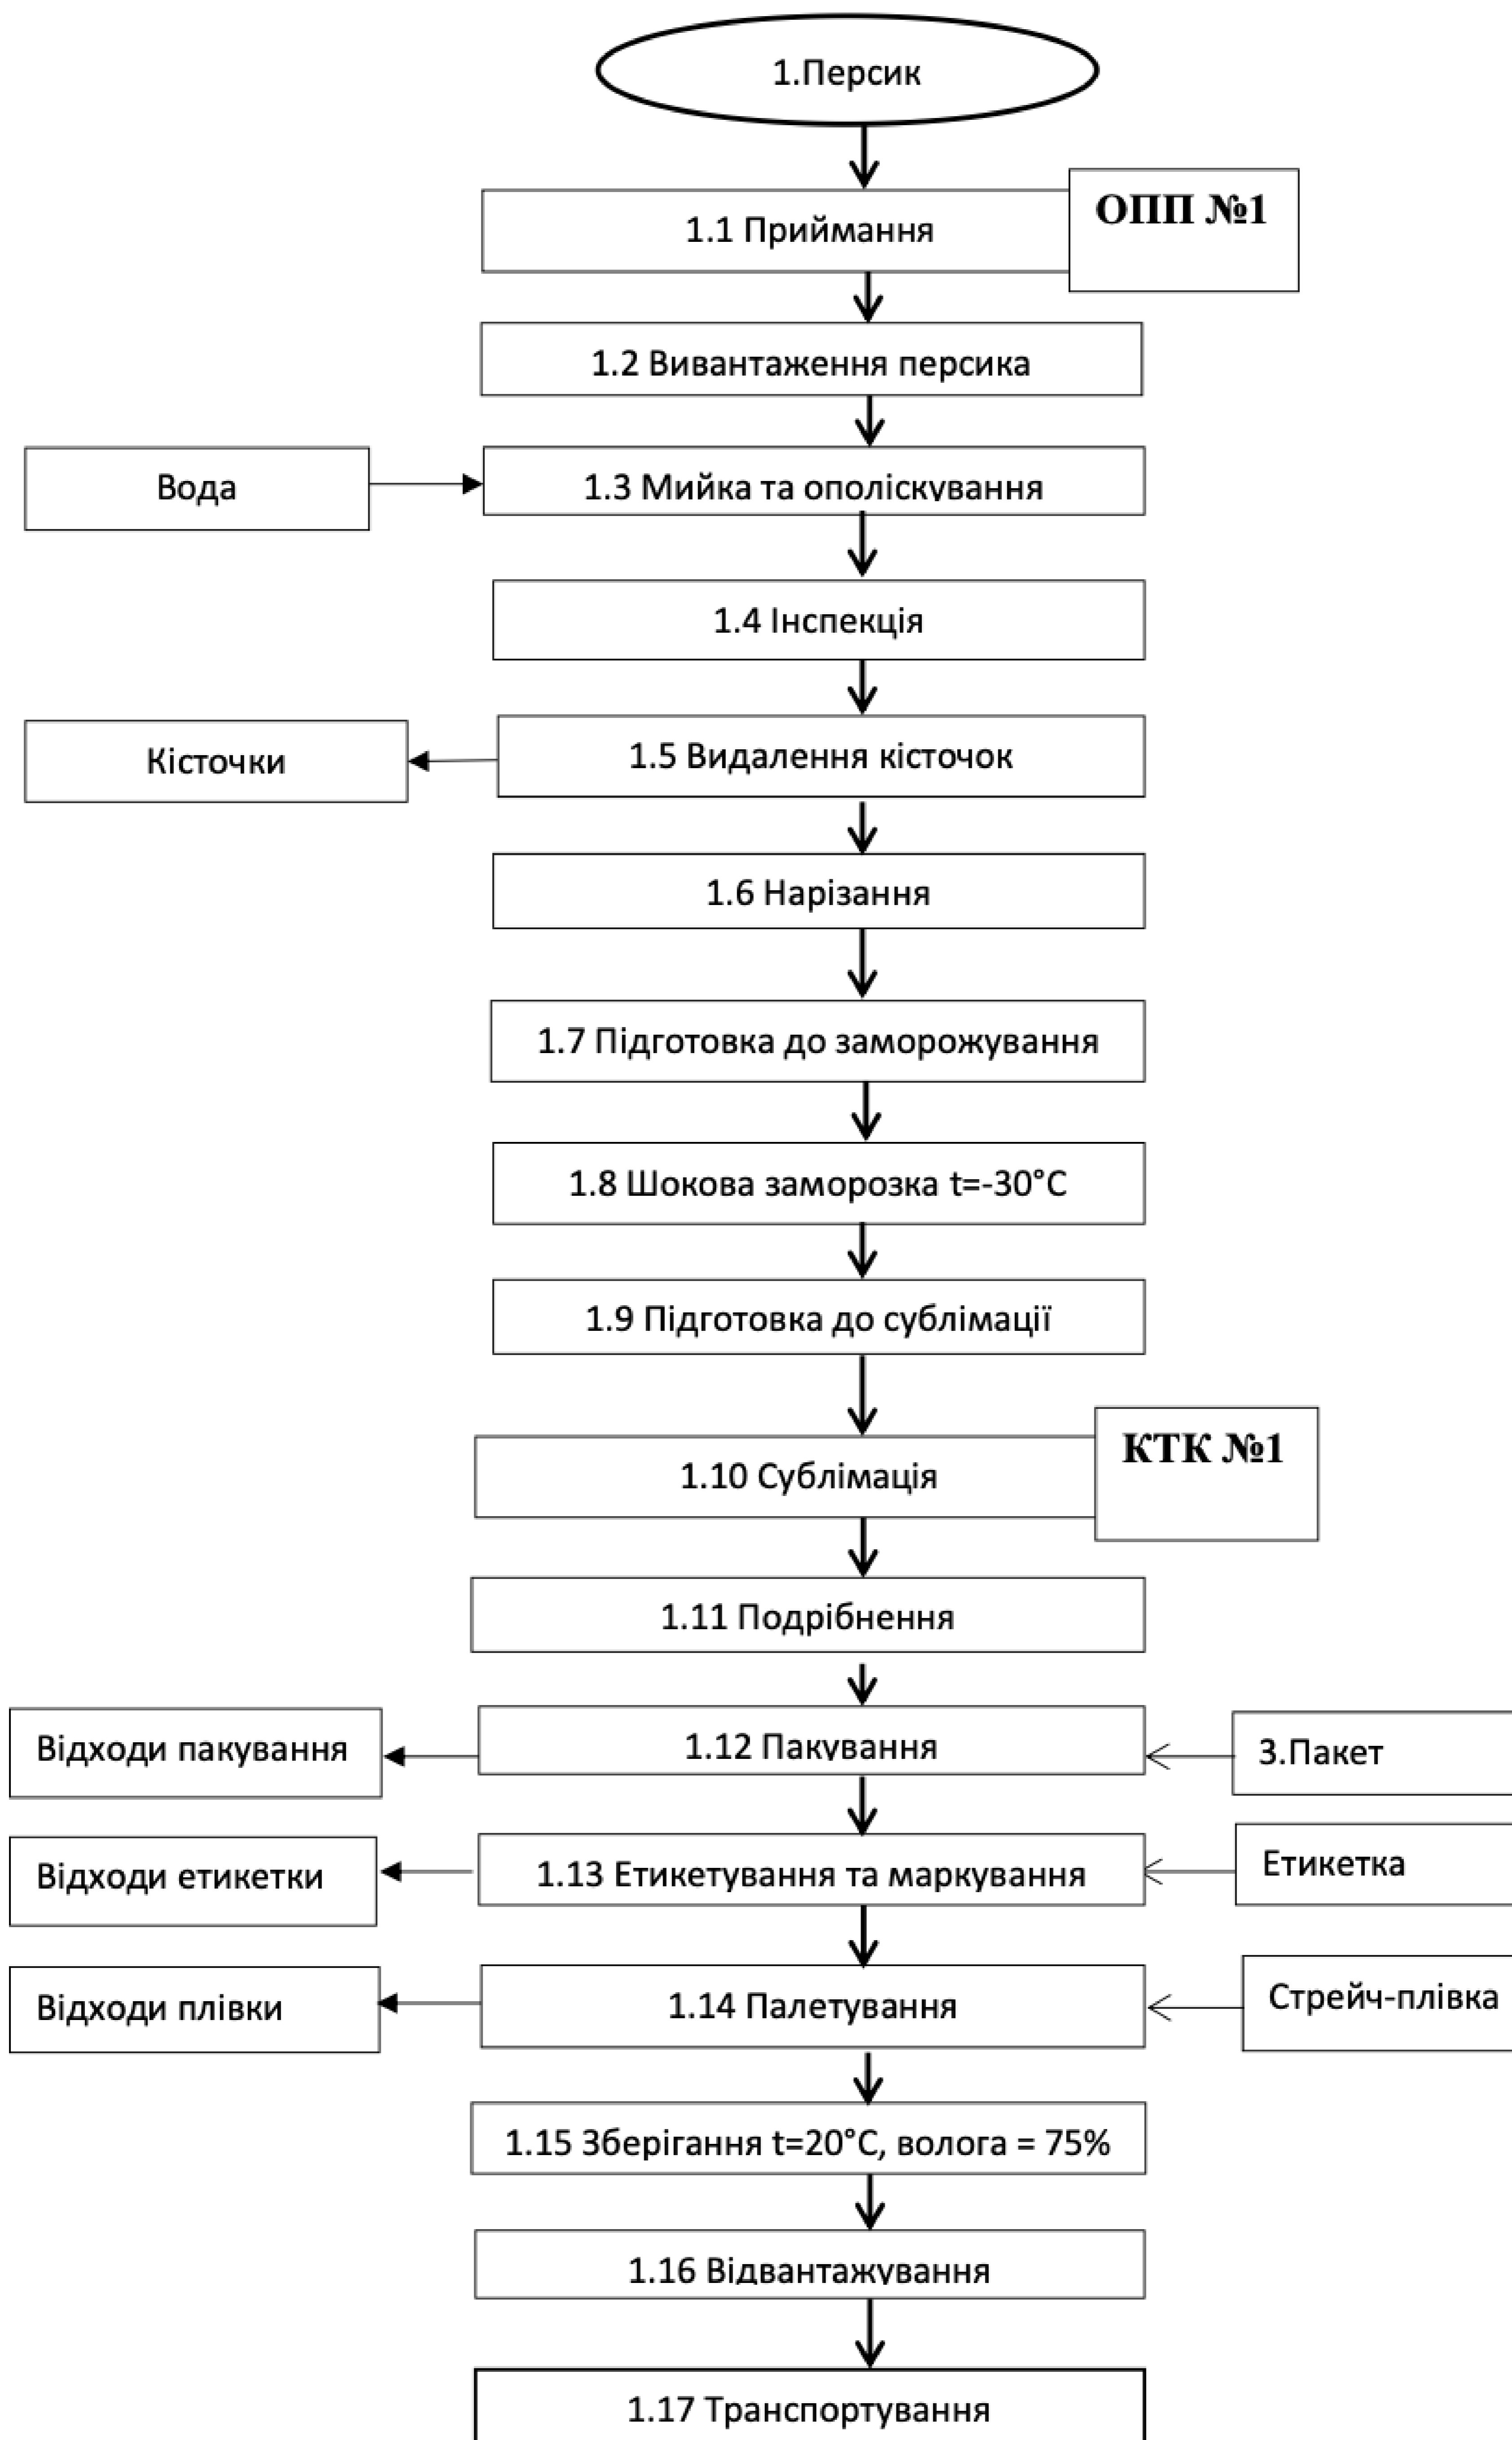 1.Персик
1.1 Приймання
ОПП №1
1.2 Вивантаження персика
Вода
1.3 Мийка та ополіскування
1.4 Інспекція
Кісточки
1.5 Видалення кісточок
1.6 Нарізання
1.7 Підготовка до заморожування
1.8 Шокова заморозка t=-30°C
1.9 Підготовка до сублімації
1.10 Сублімація
КТК №1
1.11 Подрібнення
Відходи пакування
1.12 Пакування
3.Пакет
Відходи етикетки
1.13 Етикетування та маркування
Етикетка
Відходи плівки
1.14 Палетування
Стрейч-плівка
1.15 Зберігання t=20°C, волога = 75%
1.16 Відвантажування
1.17 Транспортування